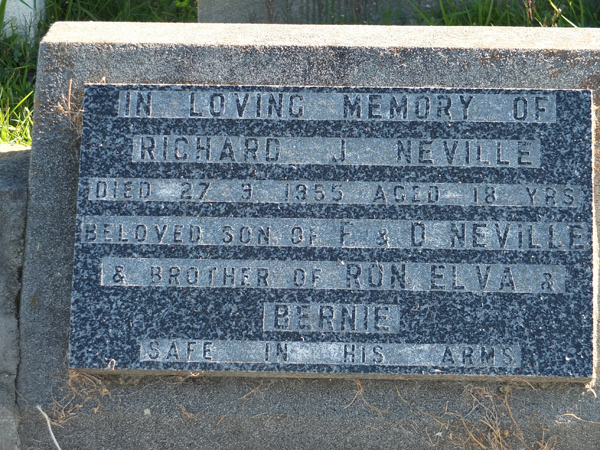 IN LOVING MEMORY OF
RICHARD J NEVILLE
DIED 27 3 1955 AGED 18 YRS
BELOVED SON OF F & D NEVILLE
& BROTHER OF RON ELVA &
BERNIE
SAFE IN HIS ARMS